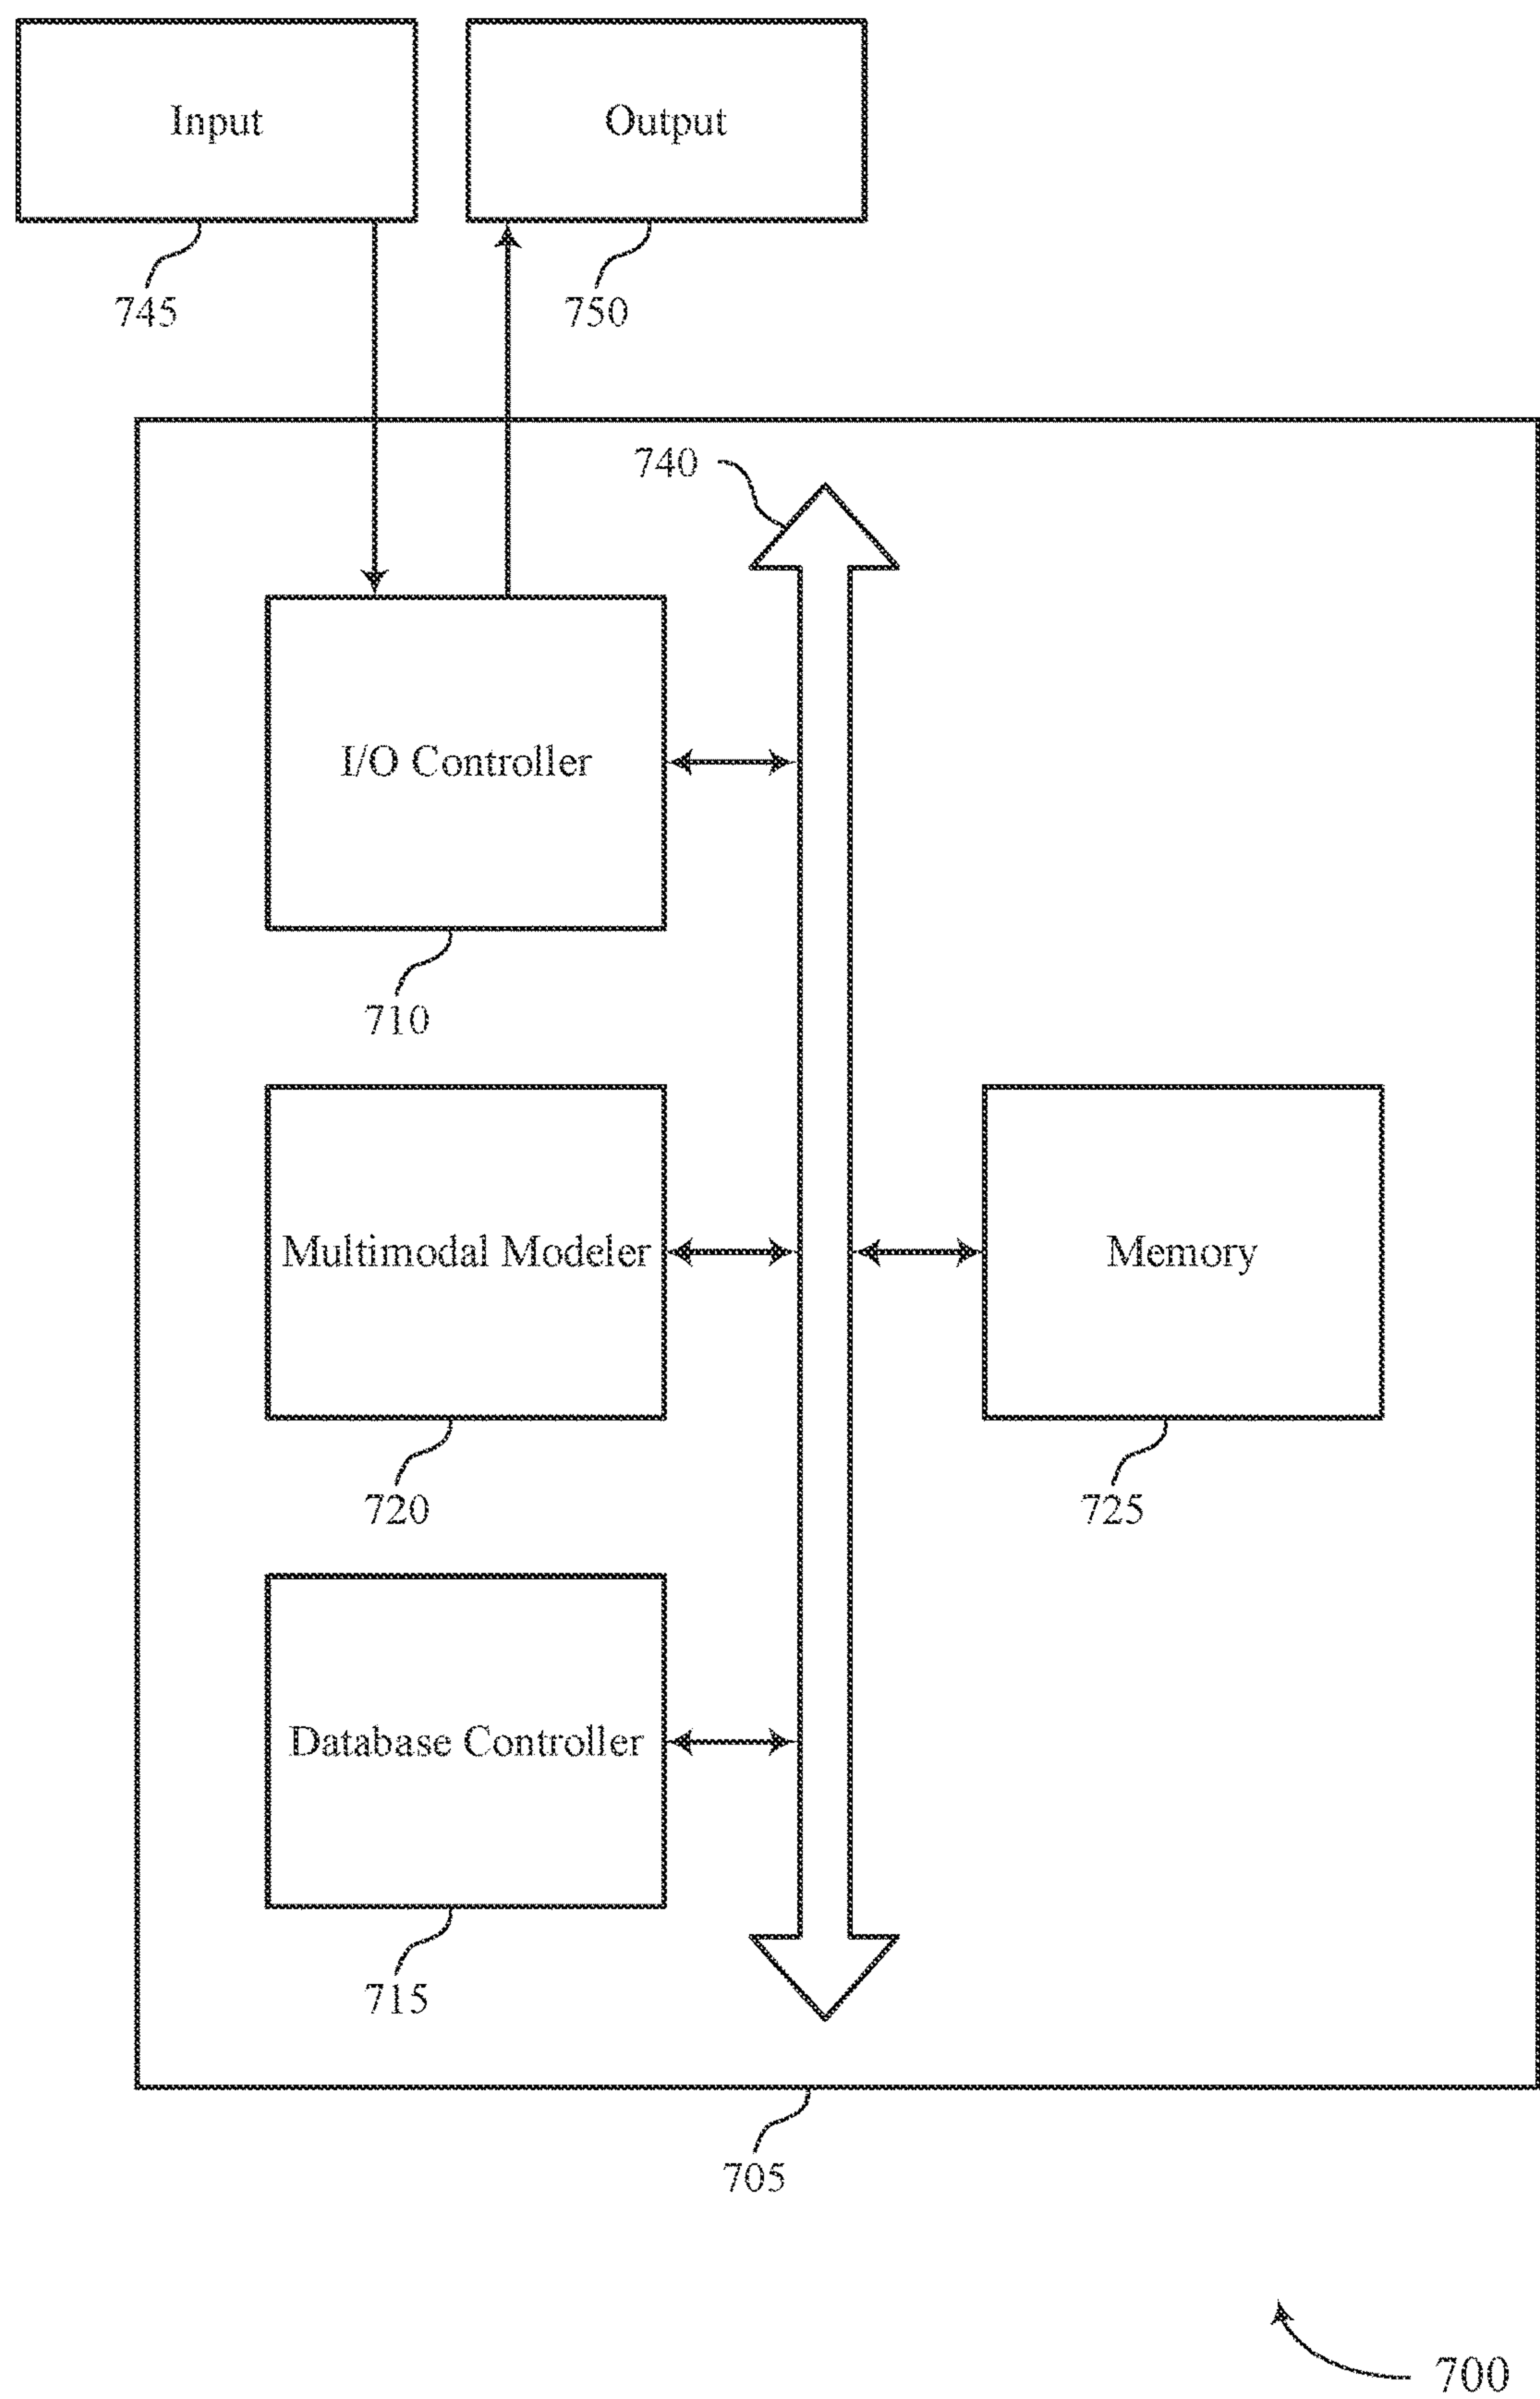 Input
Output
745
750
740
I/O Controller
710
Multimodal Modeler
Memory
720
725
Database Controller
715
705
700